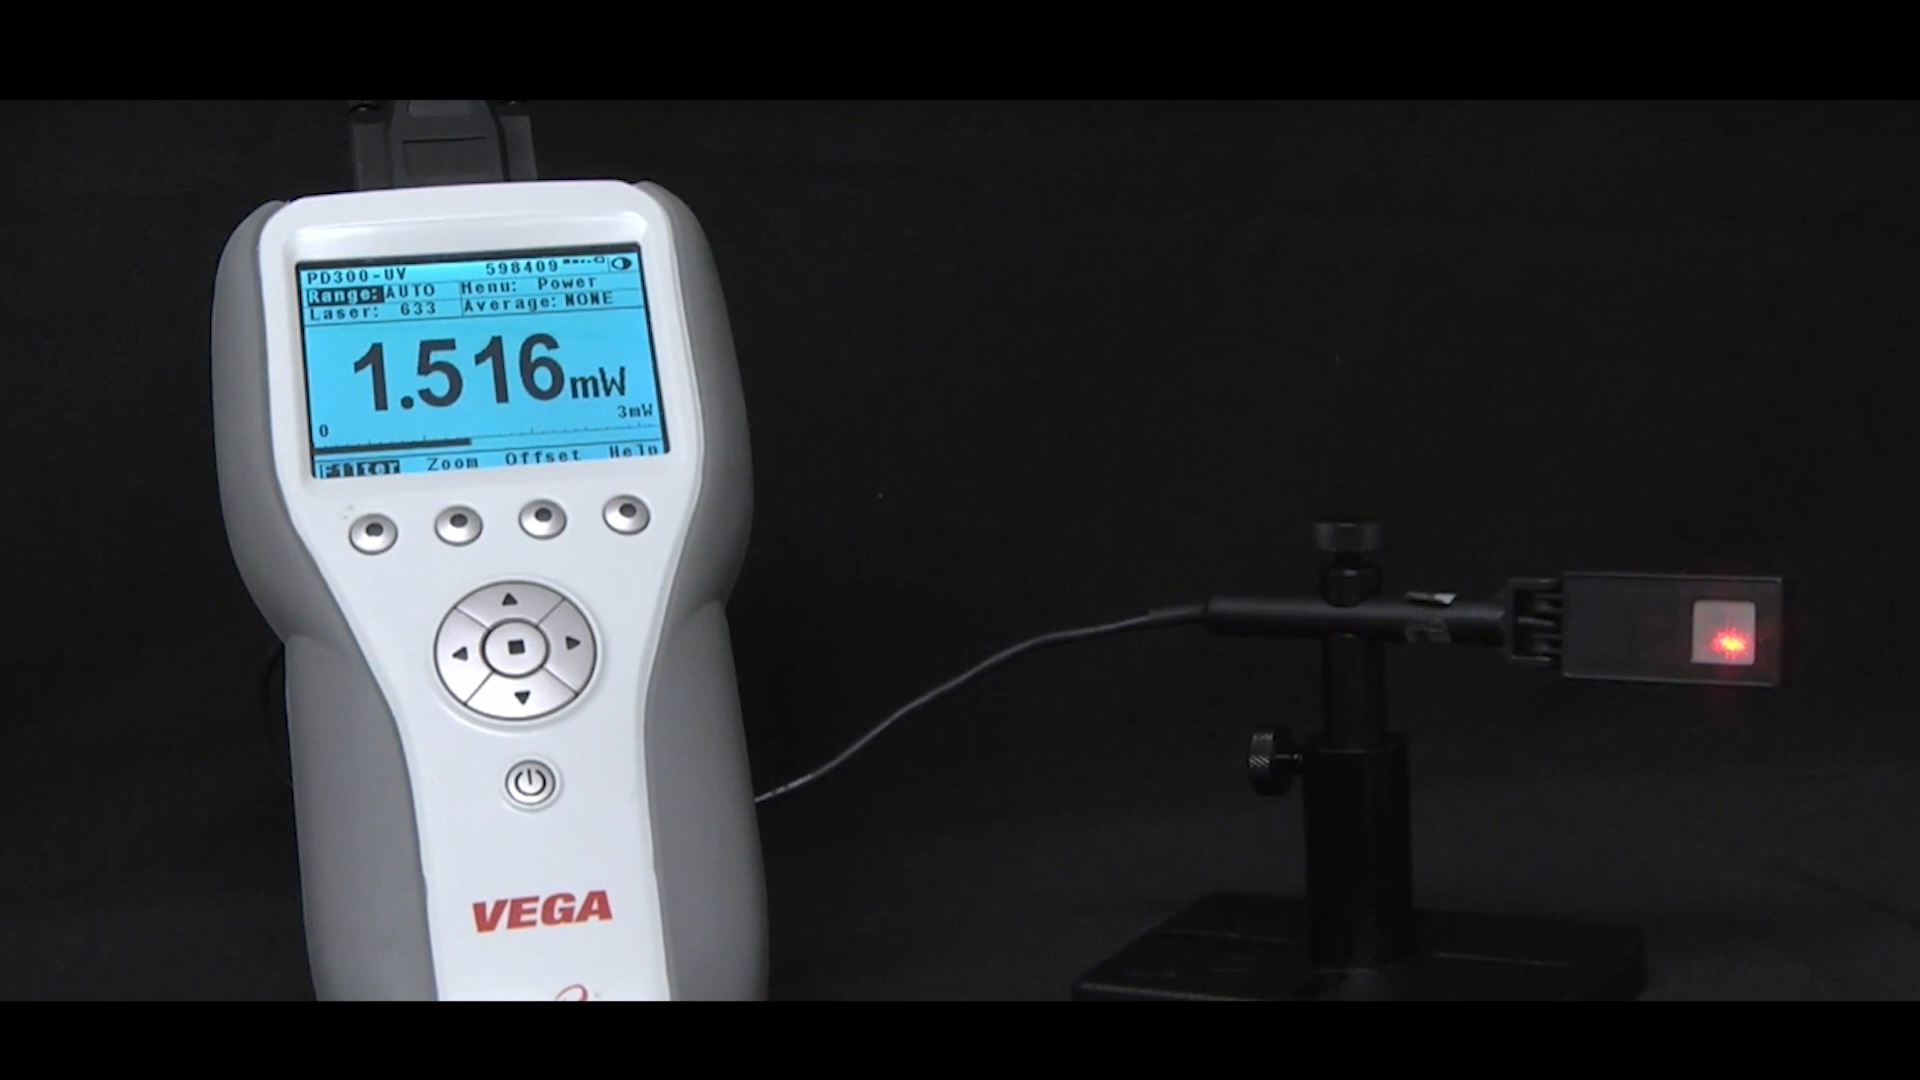 PD300-UV 598409
Range: AUTO Menu: Power
Laser: 633 Average: NONE
1.516mW
3mW
0
Filter Zoom Offset Help
VEGA